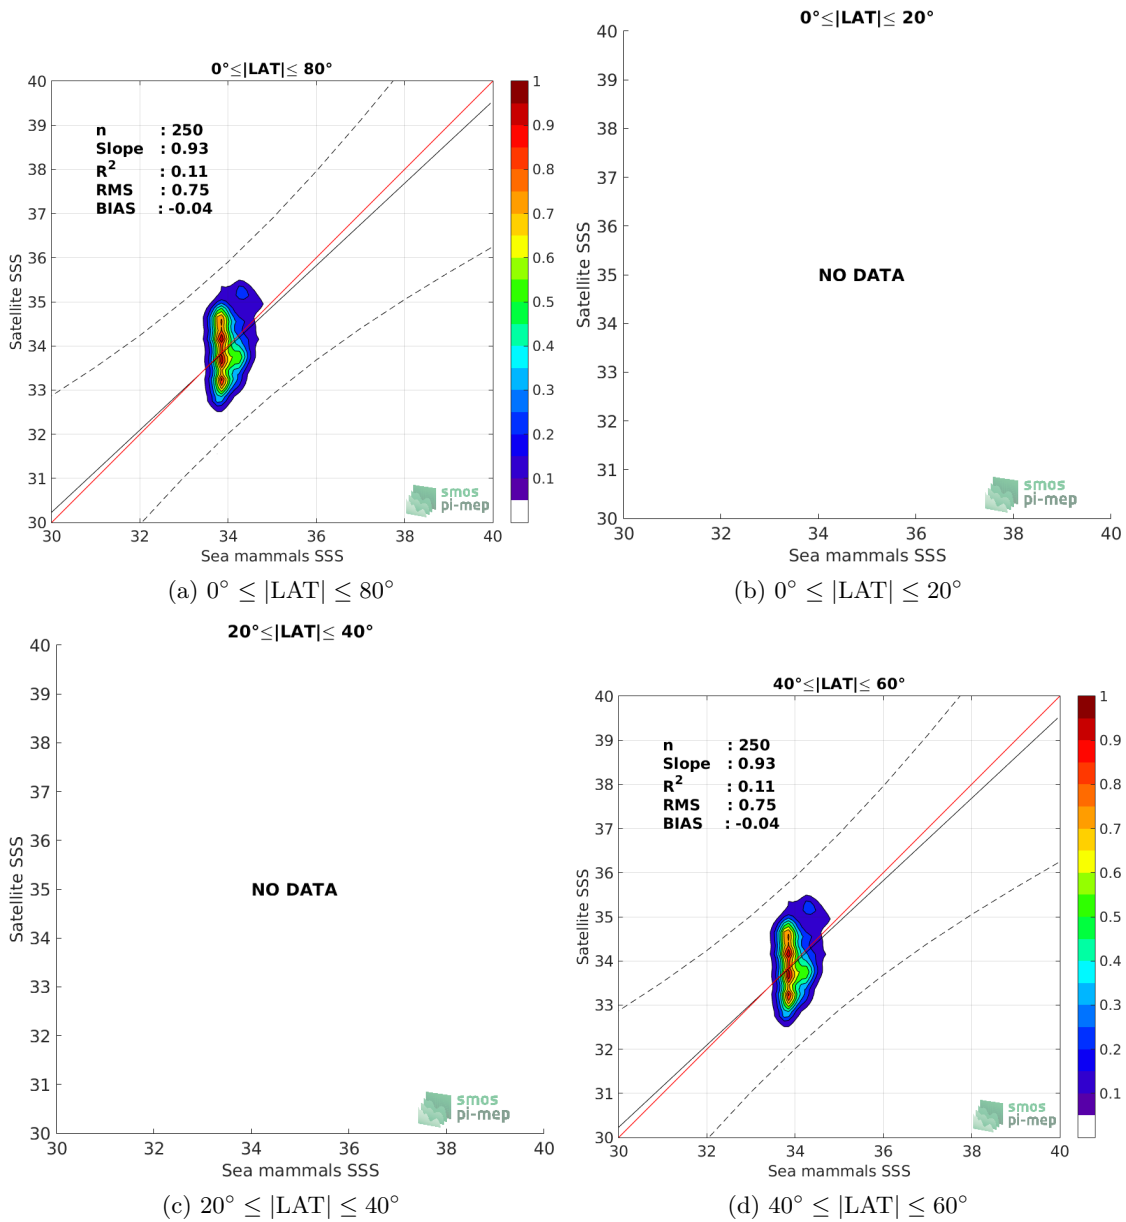 0°≤|LAT|≤ 80°
Satellite SSS
40
39
38
37
36
35
34
33
32
31
30
n : 250
Slope : 0.93
R² : 0.11
RMS : 0.75
BIAS : -0.04
smos
pi-mep
30 32 34 36 38 40
Sea mammals SSS
1
0.9
0.8
0.7
0.6
0.5
0.4
0.3
0.2
0.1
(a) 0° ≤ |LAT| ≤ 80°
0°≤|LAT|≤ 20°
Satellite SSS
40
39
38
37
36
35
34
33
32
31
30
NO DATA
smos
pi-mep
30 32 34 36 38 40
Sea mammals SSS
(b) 0° ≤ |LAT| ≤ 20°
20°≤|LAT|≤ 40°
Satellite SSS
40
39
38
37
36
35
34
33
32
31
30
NO DATA
smos
pi-mep
30 32 34 36 38 40
Sea mammals SSS
(c) 20° ≤ |LAT| ≤ 40°
40°≤|LAT|≤ 60°
Satellite SSS
40
39
38
37
36
35
34
33
32
31
30
n : 250
Slope : 0.93
R² : 0.11
RMS : 0.75
BIAS : -0.04
smos
pi-mep
30 32 34 36 38 40
Sea mammals SSS
1
0.9
0.8
0.7
0.6
0.5
0.4
0.3
0.2
0.1
(d) 40° ≤ |LAT| ≤ 60°